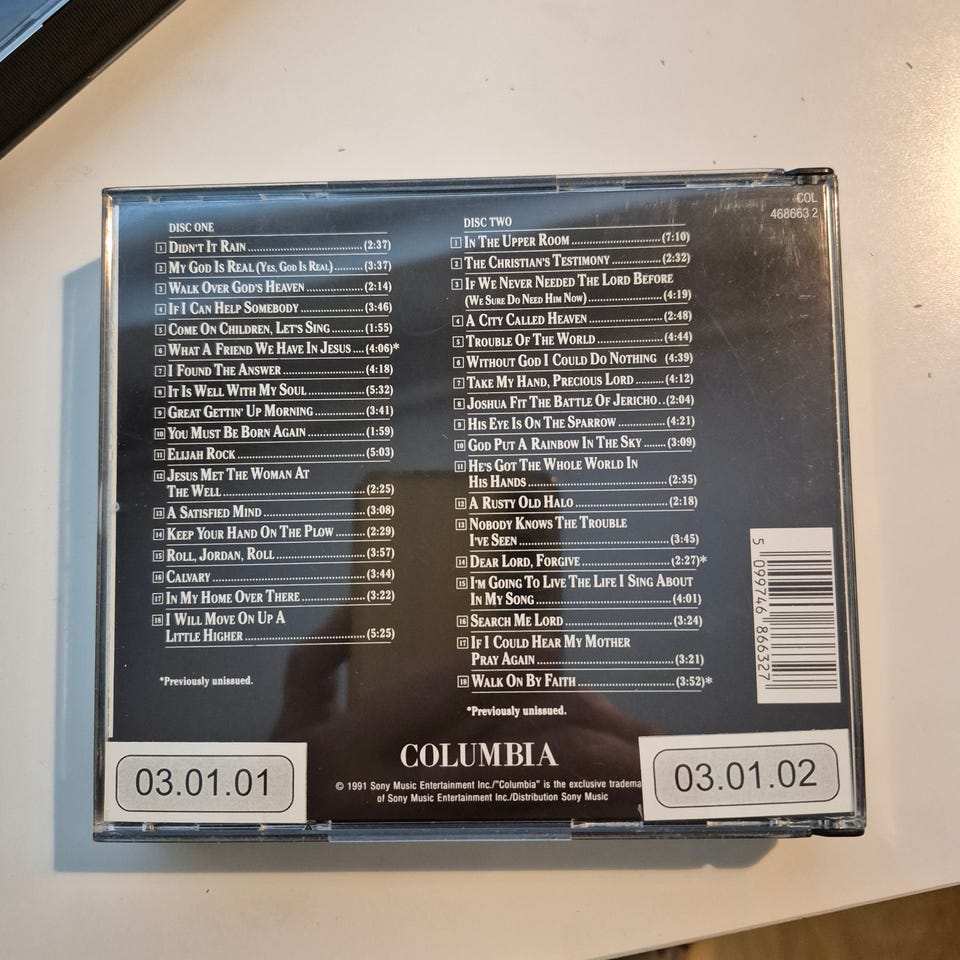 COL
468663 2
DISC ONE
1 DIDN'T IT RAIN (2:37)
2 MY GOD IS REAL (YES, GOD IS REAL) (3:37)
3 WALK OVER GOD'S HEAVEN (2:14)
4 IF I CAN HELP SOMEBODY (3:46)
5 COME ON CHILDREN, LET'S SING (1:55)
6 WHAT A FRIEND WE HAVE IN JESUS (4:06)*
7 I FOUND THE ANSWER (4:18)
8 IT IS WELL WITH MY SOUL (5:32)
9 GREAT GETTIN' UP MORNING (3:41)
10 YOU MUST BE BORN AGAIN (1:59)
11 ELIJAH ROCK (5:03)
12 JESUS MET THE WOMAN AT
THE WELL (2:25)
13 A SATISFIED MIND (3:08)
14 KEEP YOUR HAND ON THE PLOW (2:29)
15 ROLL, JORDAN, ROLL (3:57)
16 CALVARY (3:44)
17 IN MY HOME OVER THERE (3:22)
18 I WILL MOVE ON UP A
LITTLE HIGHER (5:25)
*Previously unissued.
DISC TWO
1 IN THE UPPER ROOM (7:10)
2 THE CHRISTIAN'S TESTIMONY (2:32)
3 IF WE NEVER NEEDED THE LORD BEFORE
(WE SURE DO NEED HIM NOW) (4:19)
4 A CITY CALLED HEAVEN (2:48)
5 TROUBLE OF THE WORLD (4:44)
6 WITHOUT GOD I COULD DO NOTHING (4:39)
7 TAKE MY HAND, PRECIOUS LORD (4:12)
8 JOSHUA FIT THE BATTLE OF JERICHO (2:04)
9 HIS EYE IS ON THE SPARROW (4:21)
10 GOD PUT A RAINBOW IN THE SKY (3:09)
11 HE'S GOT THE WHOLE WORLD IN
HIS HANDS (2:35)
12 A RUSTY OLD HALO (2:18)
13 NOBODY KNOWS THE TROUBLE
I'VE SEEN (3:45)
14 DEAR LORD, FORGIVE (2:27)*
15 I'M GOING TO LIVE THE LIFE I SING ABOUT
IN MY SONG (4:01)
16 SEARCH ME LORD (3:24)
17 IF I COULD HEAR MY MOTHER
PRAY AGAIN (3:21)
18 WALK ON BY FAITH (3:52)*
*Previously unissued.
5 099746 866327
COLUMBIA
© 1991 Sony Music Entertainment Inc./"Columbia" is the exclusive tradema
of Sony Music Entertainment Inc./Distribution Sony Music
03.01.01
03.01.02